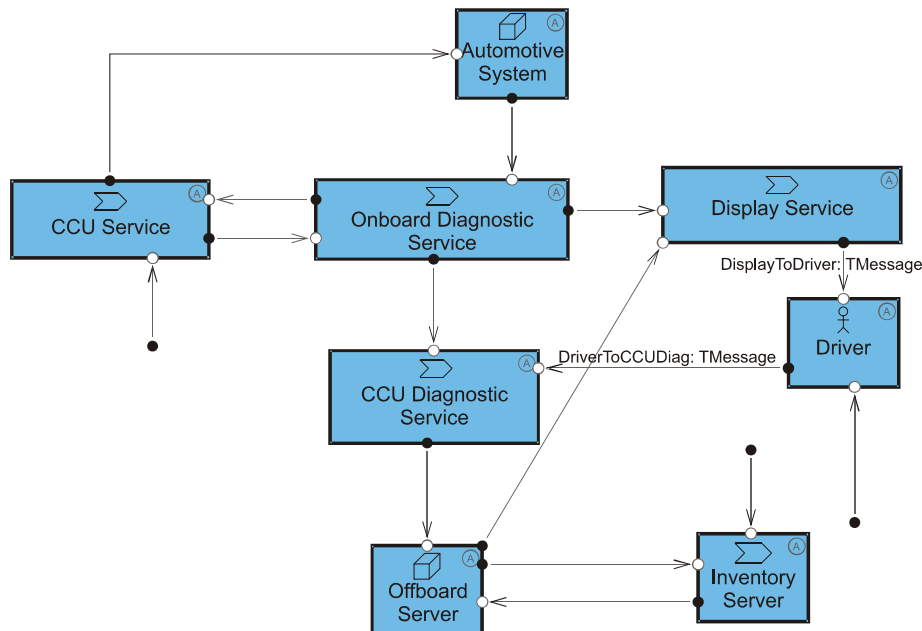 A
Automotive
System
A
CCU Service
A
Onboard Diagnostic
Service
A
Display Service
DisplayToDriver: TMessage
A
Driver
DriverToCCUDiag: TMessage
A
CCU Diagnostic
Service
A
Offboard
Server
A
Inventory
Server